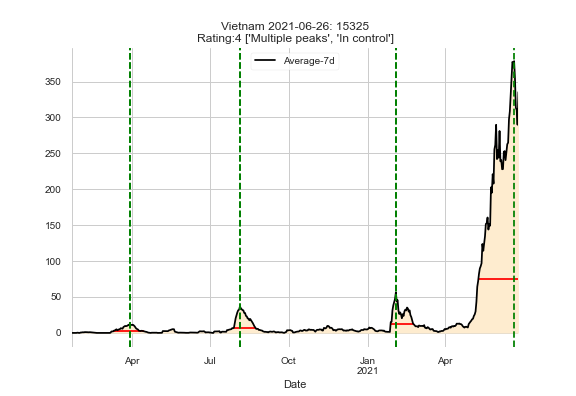 Vietnam 2021-06-26: 15325
Rating:4 ['Multiple peaks', 'In control']
Average-7d
350
300
250
200
150
100
50
0
Apr
Jul
Oct
Jan
2021
Apr
Date